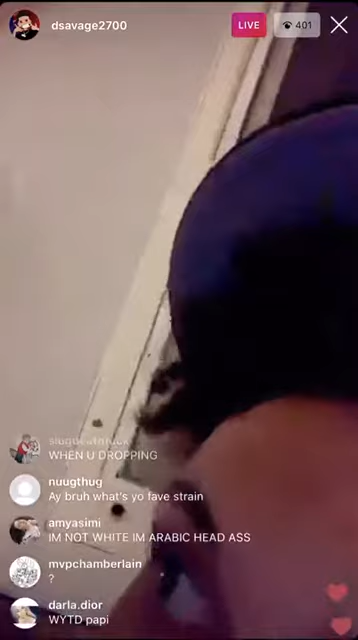 dsavage2700
LIVE
401
WHEN U DROPPING
nuugthug
Ay bruh what's yo fave strain
amyasimi
IM NOT WHITE IM ARABIC HEAD ASS
mvpchamberlain
?
darla.dior
WYTD papi